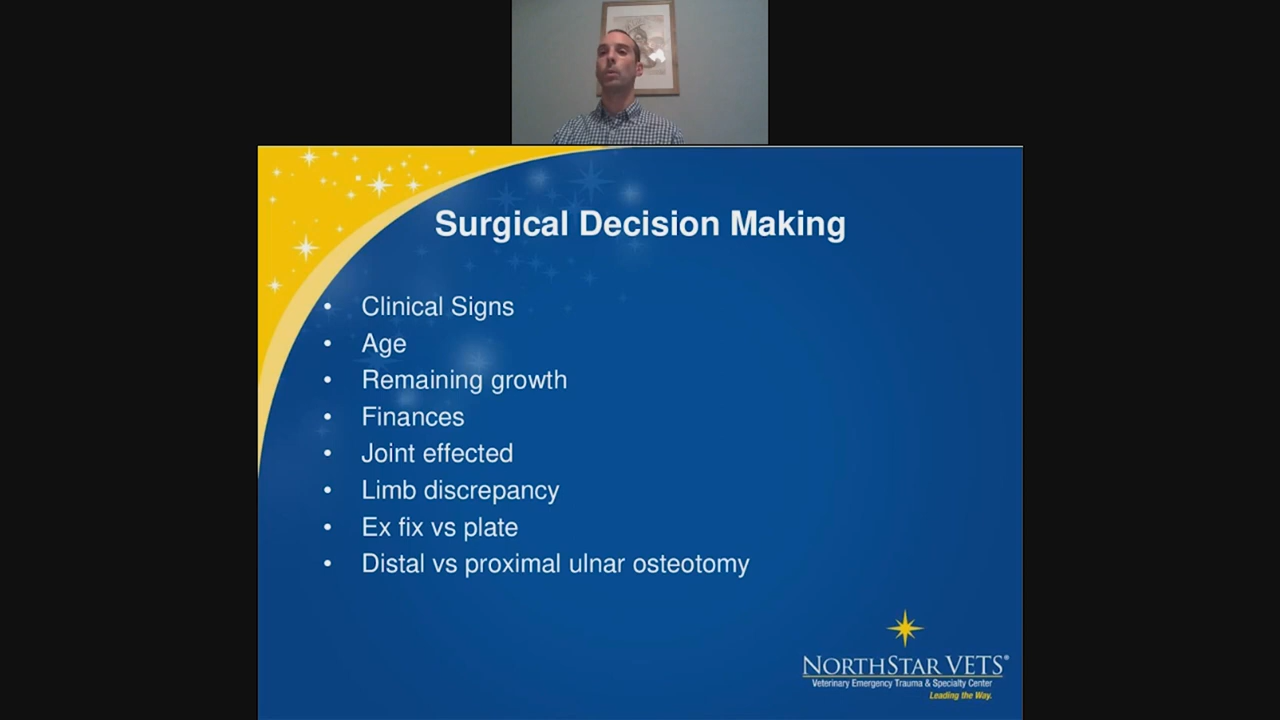 Surgical Decision Making
• Clinical Signs
• Age
• Remaining growth
• Finances
• Joint effected
• Limb discrepancy
• Ex fix vs plate
• Distal vs proximal ulnar osteotomy
NORTHSTAR VETS®
Veterinary Emergency Trauma & Specialty Center
Leading the Way.